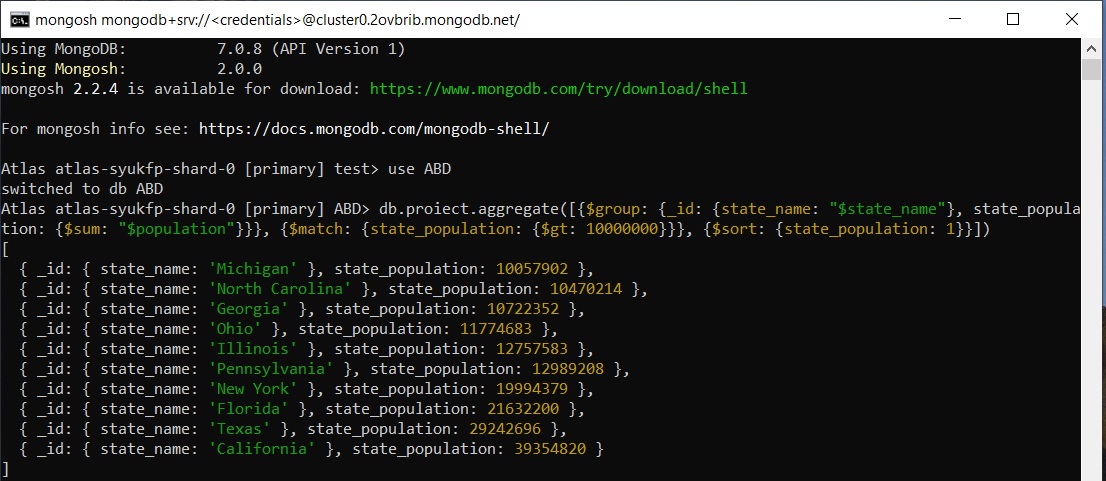 mongosh mongodb+srv://<credentials>@cluster0.2ovbrib.mongodb.net/
Using MongoDB:          7.0.8 (API Version 1)
Using Mongosh:          2.0.0
mongosh 2.2.4 is available for download: https://www.mongodb.com/try/download/shell
For mongosh info see: https://docs.mongodb.com/mongodb-shell/
Atlas atlas-syukfp-shard-0 [primary] test> use ABD
switched to db ABD
Atlas atlas-syukfp-shard-0 [primary] ABD> db.project.aggregate([{$group: {_id: {state_name: "$state_name"}, state_popula
tion: {$sum: "$population"}}}, {$match: {state_population: {$gt: 10000000}}}, {$sort: {state_population: 1}}])
[
  { _id: { state_name: 'Michigan' }, state_population: 10057902 },
  { _id: { state_name: 'North Carolina' }, state_population: 10470214 },
  { _id: { state_name: 'Georgia' }, state_population: 10722352 },
  { _id: { state_name: 'Ohio' }, state_population: 11774683 },
  { _id: { state_name: 'Illinois' }, state_population: 12757583 },
  { _id: { state_name: 'Pennsylvania' }, state_population: 12989208 },
  { _id: { state_name: 'New York' }, state_population: 19994379 },
  { _id: { state_name: 'Florida' }, state_population: 21632200 },
  { _id: { state_name: 'Texas' }, state_population: 29242696 },
  { _id: { state_name: 'California' }, state_population: 39354820 }
]